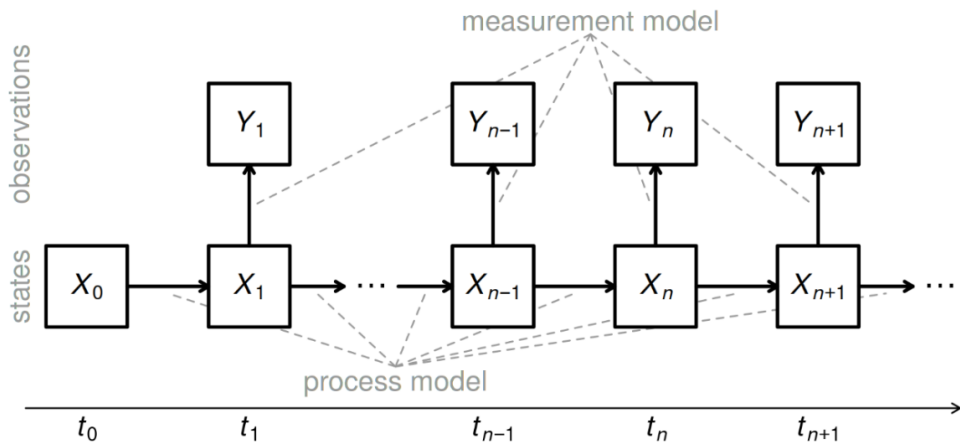 measurement model
observations
Y₁ Yₙ₋₁ Yₙ Yₙ₊₁
states
X₀ X₁ ··· Xₙ₋₁ Xₙ Xₙ₊₁ ···
process model
t₀ t₁ tₙ₋₁ tₙ tₙ₊₁